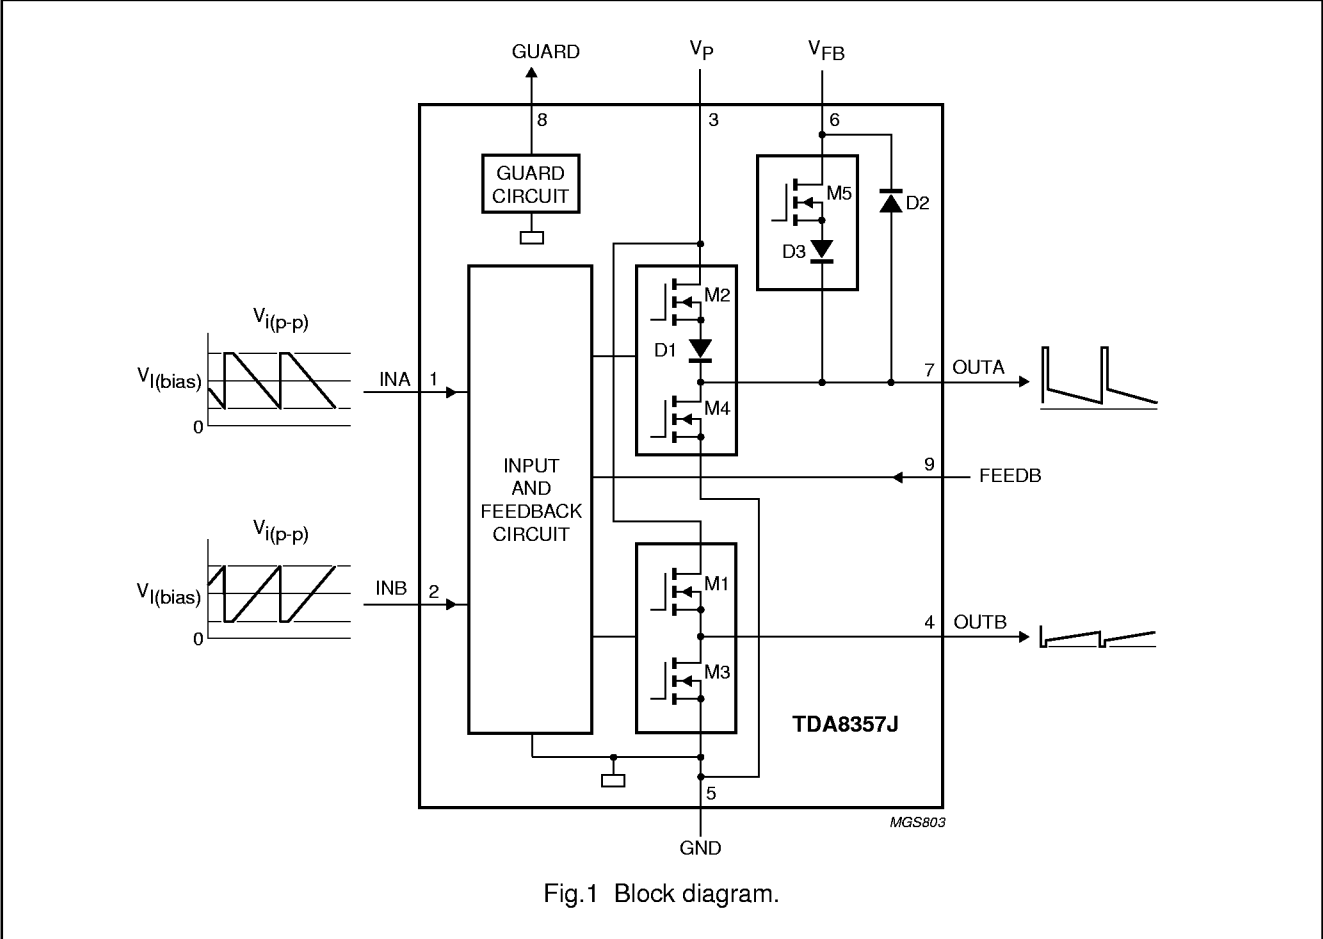 GUARD
VP
VFB
8
3
6
GUARD
CIRCUIT
M5
D2
D3
M2
Vi(p-p)
D1
VI(bias)
INA
1
7
OUTA
M4
0
INPUT
AND
FEEDBACK
CIRCUIT
9
FEEDB
Vi(p-p)
M1
VI(bias)
INB
2
4
OUTB
0
M3
TDA8357J
5
MGS803
GND
Fig.1 Block diagram.